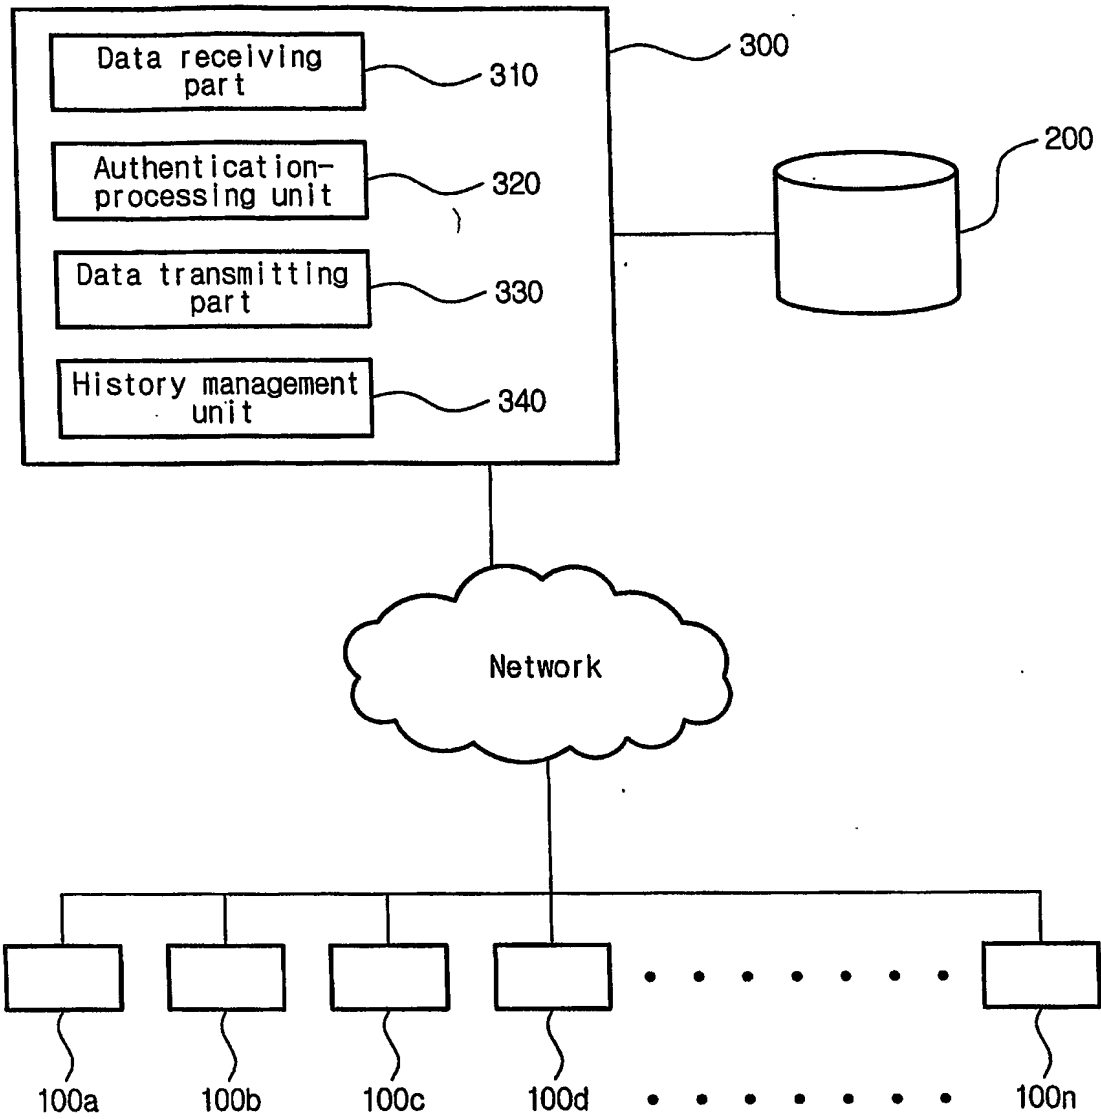 Data receiving
part
310
300
Authentication-
processing unit
320
200
Data transmitting
part
330
History management
unit
340
Network
100a
100b
100c
100d
100n